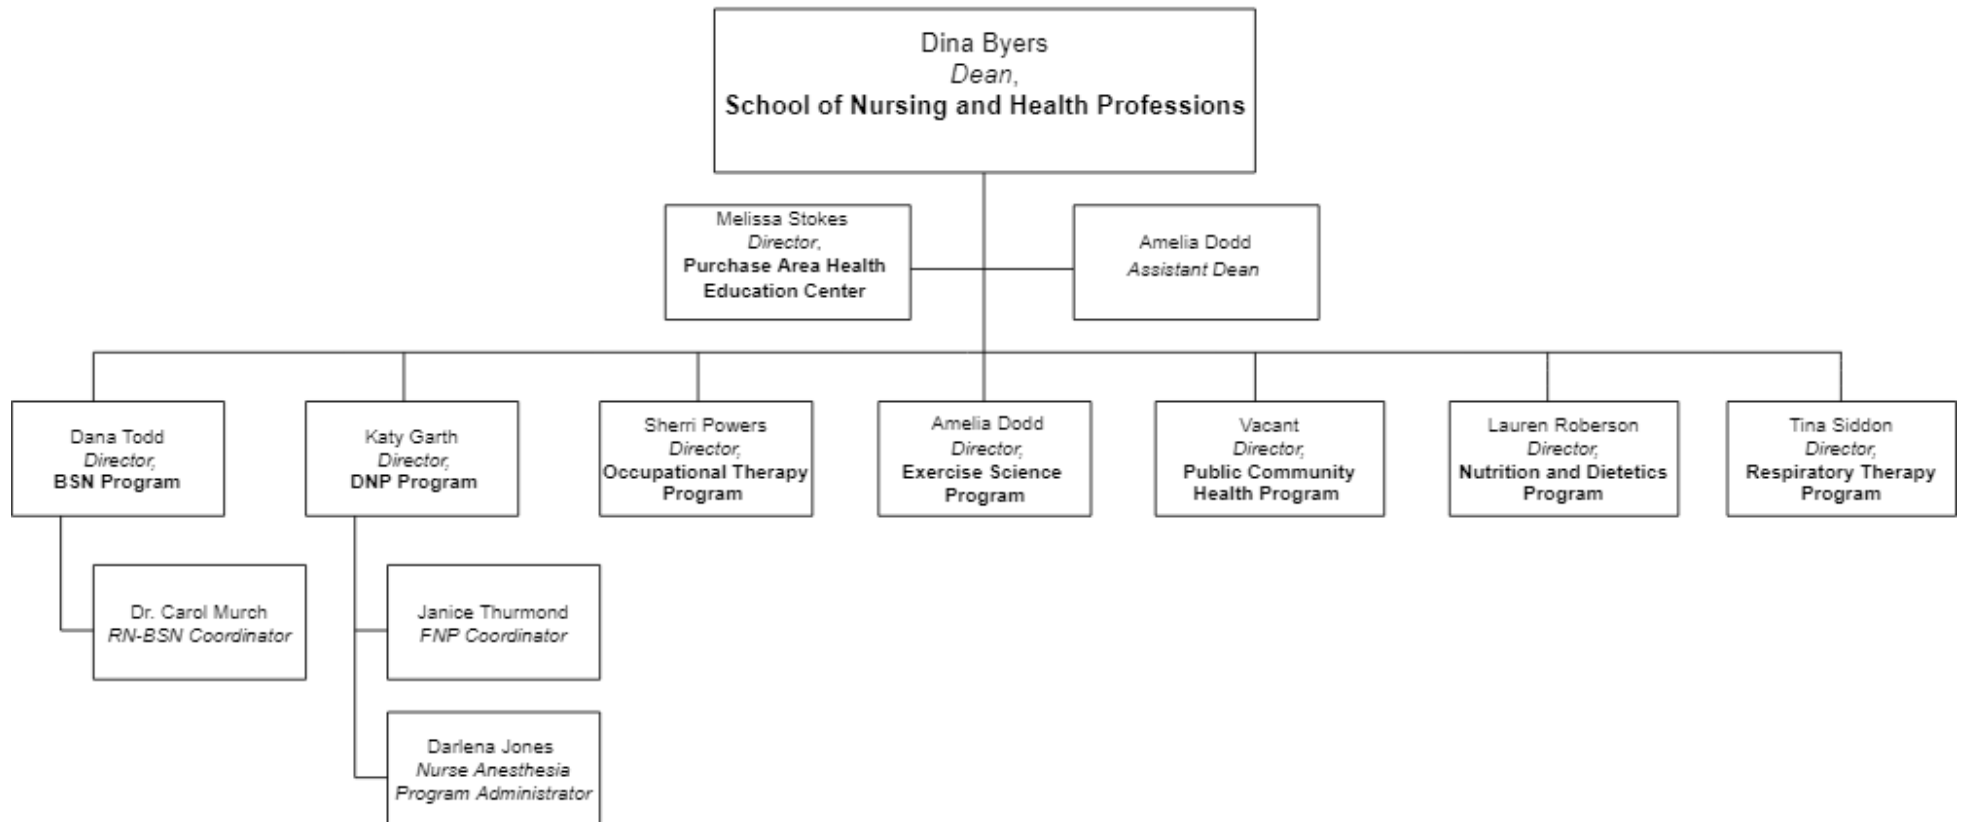 Dina Byers
Dean,
School of Nursing and Health Professions
Melissa Stokes
Director,
Purchase Area Health
Education Center
Amelia Dodd
Assistant Dean
Dana Todd
Director,
BSN Program
Katy Garth
Director,
DNP Program
Sherri Powers
Director,
Occupational Therapy
Program
Amelia Dodd
Director,
Exercise Science
Program
Vacant
Director,
Public Community
Health Program
Lauren Roberson
Director,
Nutrition and Dietetics
Program
Tina Siddon
Director,
Respiratory Therapy
Program
Dr. Carol Murch
RN-BSN Coordinator
Janice Thurmond
FNP Coordinator
Darlena Jones
Nurse Anesthesia
Program Administrator